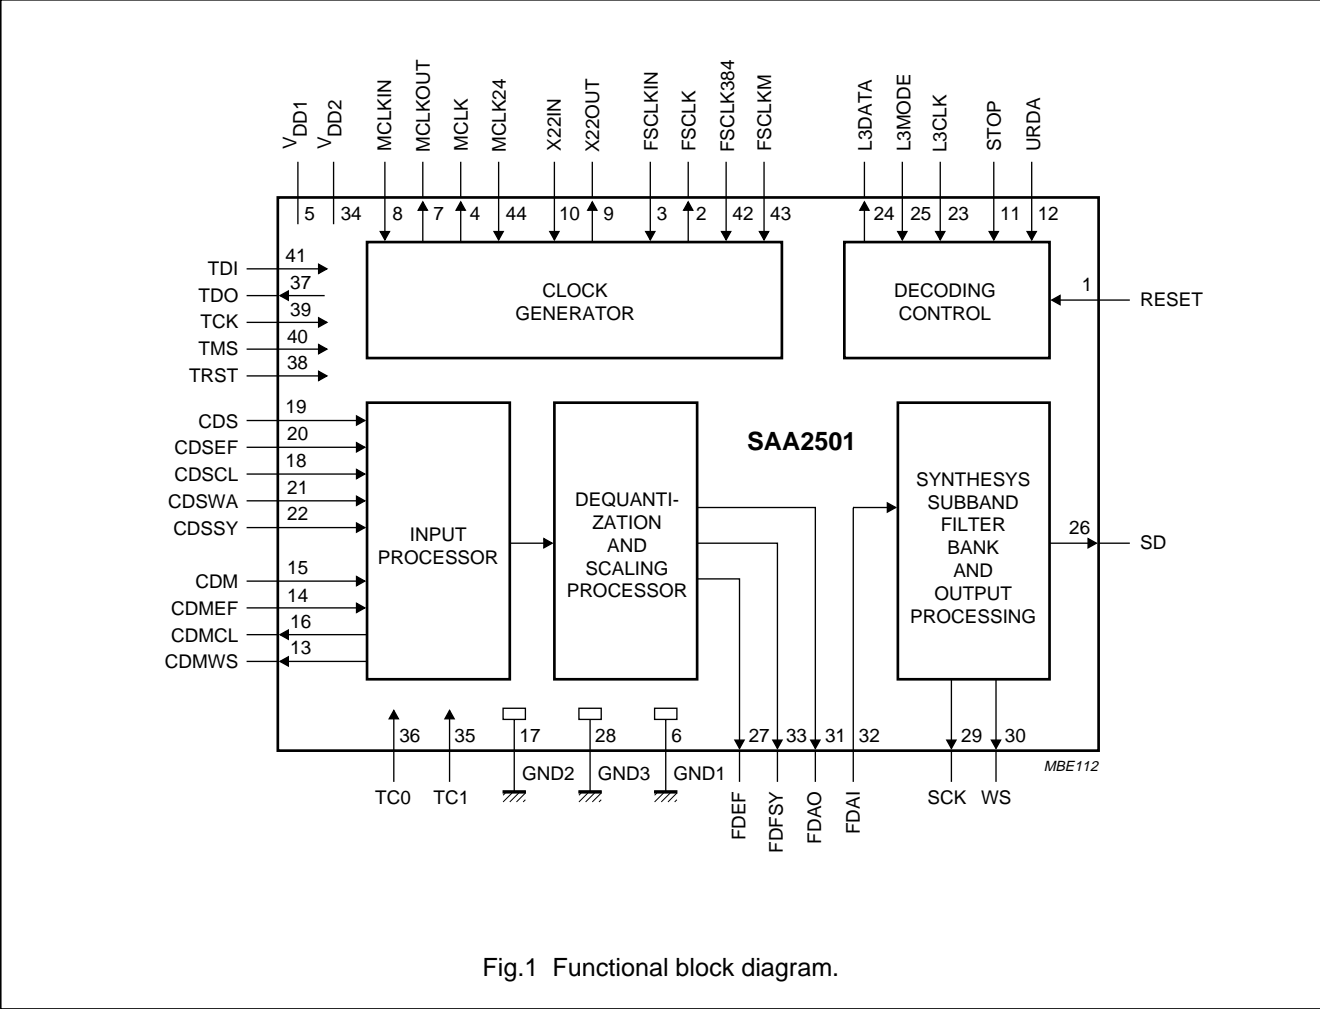 VDD1
VDD2
MCLKIN
MCLKOUT
MCLK
MCLK24
X22IN
X22OUT
FSCLKIN
FSCLK
FSCLK384
FSCLKM
L3DATA
L3MODE
L3CLK
STOP
URDA
5 34 8 7 4 44 10 9 3 2 42 43 24 25 23 11 12
TDI 41
TDO 37
TCK 39
TMS 40
TRST 38
CLOCK
GENERATOR
DECODING
CONTROL
1 RESET
CDS 19
CDSEF 20
CDSCL 18
CDSWA 21
CDSSY 22
CDM 15
CDMEF 14
CDMCL 16
CDMWS 13
INPUT
PROCESSOR
DEQUANTI-
ZATION
AND
SCALING
PROCESSOR
SAA2501
SYNTHESYS
SUBBAND
FILTER
BANK
AND
OUTPUT
PROCESSING
26 SD
36 35 17 28 6 27 33 31 32 29 30
TC0
TC1
GND2
GND3
GND1
FDEF
FDFSY
FDAO
FDAI
SCK
WS
MBE112
Fig.1 Functional block diagram.